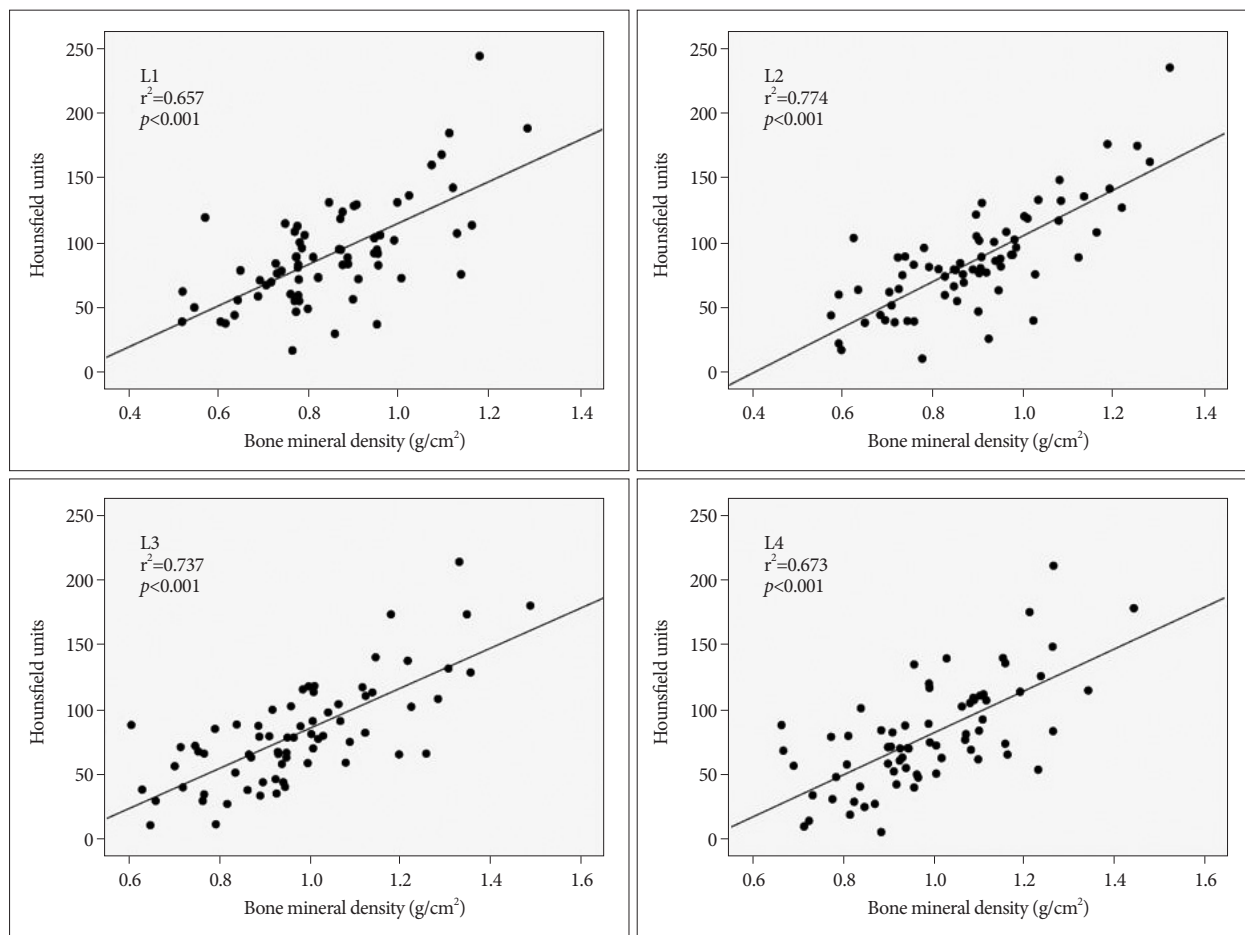 250
200
150
100
50
0
Hounsfield units
L1
r²=0.657
p<0.001
0.4 0.6 0.8 1.0 1.2 1.4
Bone mineral density (g/cm²)
250
200
150
100
50
0
Hounsfield units
L2
r²=0.774
p<0.001
0.4 0.6 0.8 1.0 1.2 1.4
Bone mineral density (g/cm²)
250
200
150
100
50
0
Hounsfield units
L3
r²=0.737
p<0.001
0.6 0.8 1.0 1.2 1.4 1.6
Bone mineral density (g/cm²)
250
200
150
100
50
0
Hounsfield units
L4
r²=0.673
p<0.001
0.6 0.8 1.0 1.2 1.4 1.6
Bone mineral density (g/cm²)